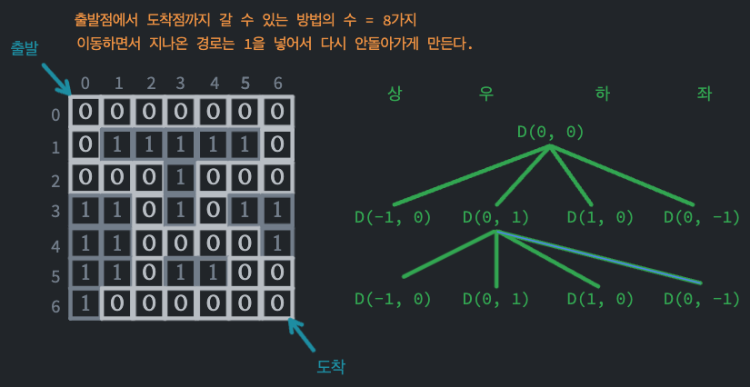 출발점에서 도착점까지 갈 수 있는 방법의 수 = 8가지
이동하면서 지나온 경로는 1을 넣어서 다시 안돌아가게 만든다.
출발
0 1 2 3 4 5 6
0 0 0 0 0 0 0 0
1 0 1 1 1 1 1 0
2 0 0 0 1 0 0 0
3 1 1 0 1 0 1 1
4 1 1 0 0 0 0 1
5 1 1 0 1 1 0 0
6 1 0 0 0 0 0 0
도착
상 우 하 좌
D(0, 0)
D(-1, 0) D(0, 1) D(1, 0) D(0, -1)
D(-1, 0) D(0, 1) D(1, 0) D(0, -1)